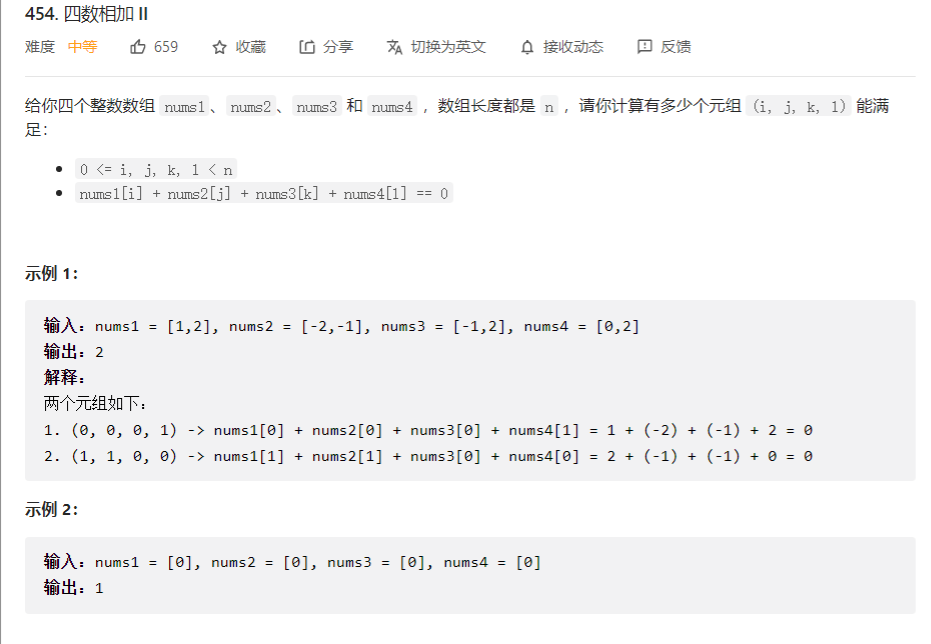 454. 四数相加 II
难度 中等 659 收藏 分享 切换为英文 接收动态 反馈
给你四个整数数组 nums1、nums2、nums3 和 nums4 ，数组长度都是 n ，请你计算有多少个元组 (i, j, k, l) 能满
足：
0 <= i, j, k, l < n
nums1[i] + nums2[j] + nums3[k] + nums4[l] == 0
示例 1：
输入：nums1 = [1,2], nums2 = [-2,-1], nums3 = [-1,2], nums4 = [0,2]
输出：2
解释：
两个元组如下：
1. (0, 0, 0, 1) -> nums1[0] + nums2[0] + nums3[0] + nums4[1] = 1 + (-2) + (-1) + 2 = 0
2. (1, 1, 0, 0) -> nums1[1] + nums2[1] + nums3[0] + nums4[0] = 2 + (-1) + (-1) + 0 = 0
示例 2：
输入：nums1 = [0], nums2 = [0], nums3 = [0], nums4 = [0]
输出：1